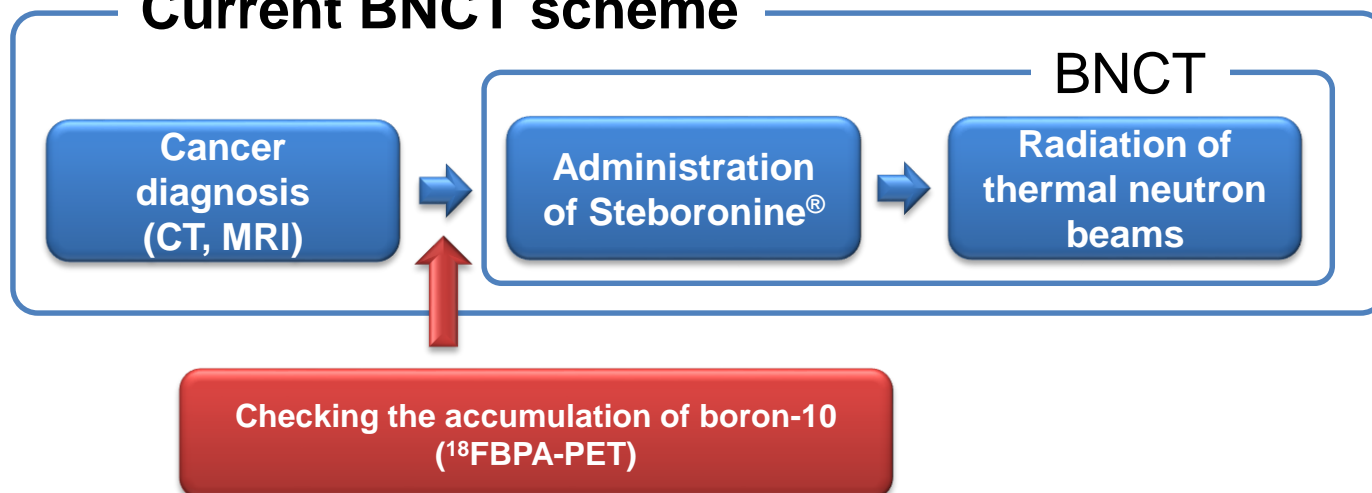 Current BNCT scheme
BNCT
Cancer
diagnosis
(CT, MRI)
Administration
of Steboronine®
Radiation of
thermal neutron
beams
Checking the accumulation of boron-10
(¹⁸FBPA-PET)